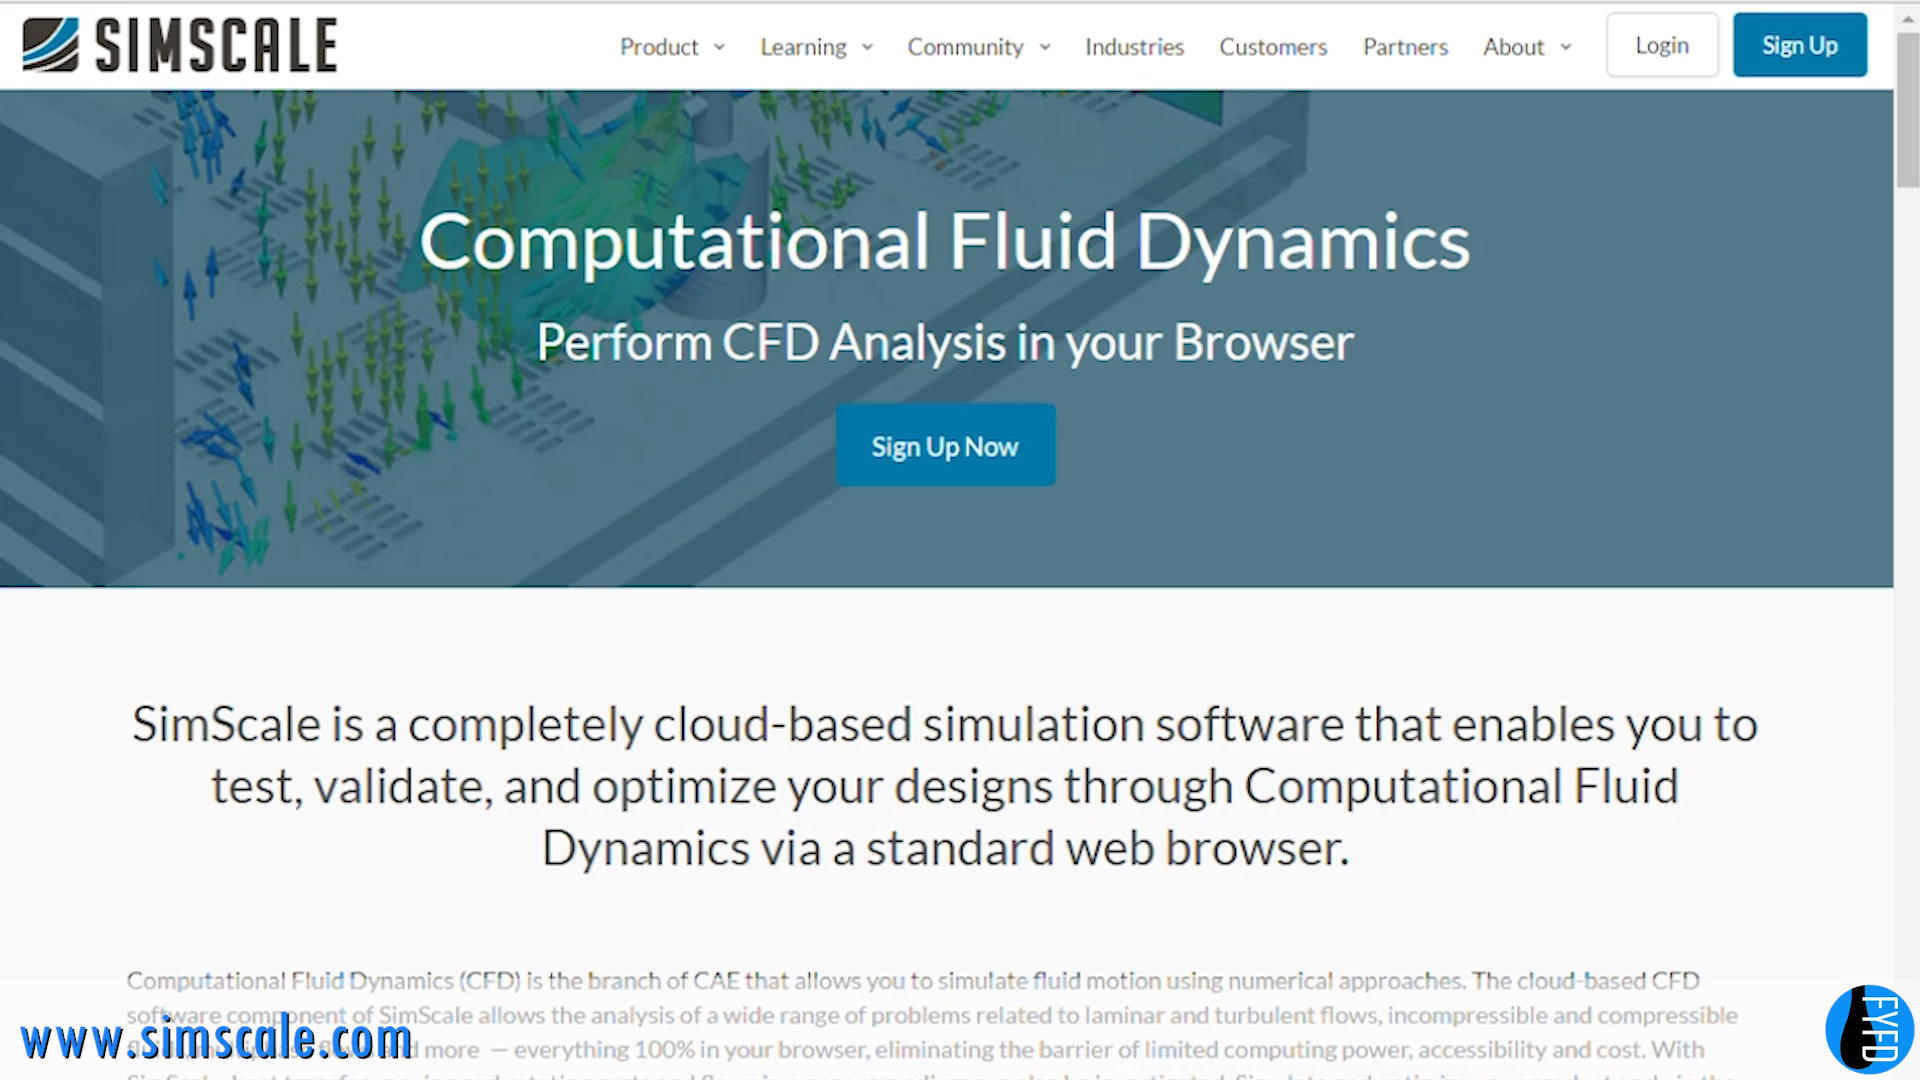 SIMSCALE
Product Learning Community Industries Customers Partners About Login Sign Up
Computational Fluid Dynamics
Perform CFD Analysis in your Browser
Sign Up Now
SimScale is a completely cloud-based simulation software that enables you to
test, validate, and optimize your designs through Computational Fluid
Dynamics via a standard web browser.
Computational Fluid Dynamics (CFD) is the branch of CAE that allows you to simulate fluid motion using numerical approaches. The cloud-based CFD
software component of SimScale allows the analysis of a wide range of problems related to laminar and turbulent flows, incompressible and compressible
and more — everything 100% in your browser, eliminating the barrier of limited computing power, accessibility and cost. With
www.simscale.com
FYFD